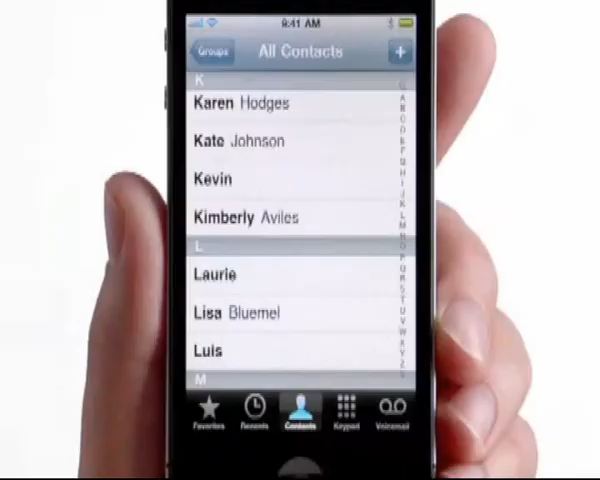 9:41 AM
Groups
All Contacts
+
K
Karen Hodges
Kate Johnson
Kevin
Kimberly Aviles
L
Laurie
Lisa Bluemel
Luis
M
Favorites
Recents
Contacts
Keypad
Voicemail